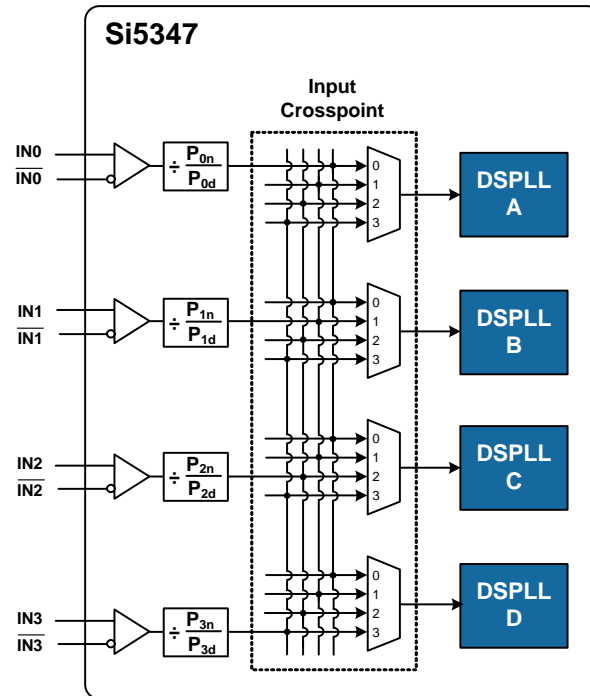 Si5347
Input
Crosspoint
IN0
IN0
÷ P0n
P0d
0
1
2
3
DSPLL
A
IN1
IN1
÷ P1n
P1d
0
1
2
3
DSPLL
B
IN2
IN2
÷ P2n
P2d
0
1
2
3
DSPLL
C
IN3
IN3
÷ P3n
P3d
0
1
2
3
DSPLL
D